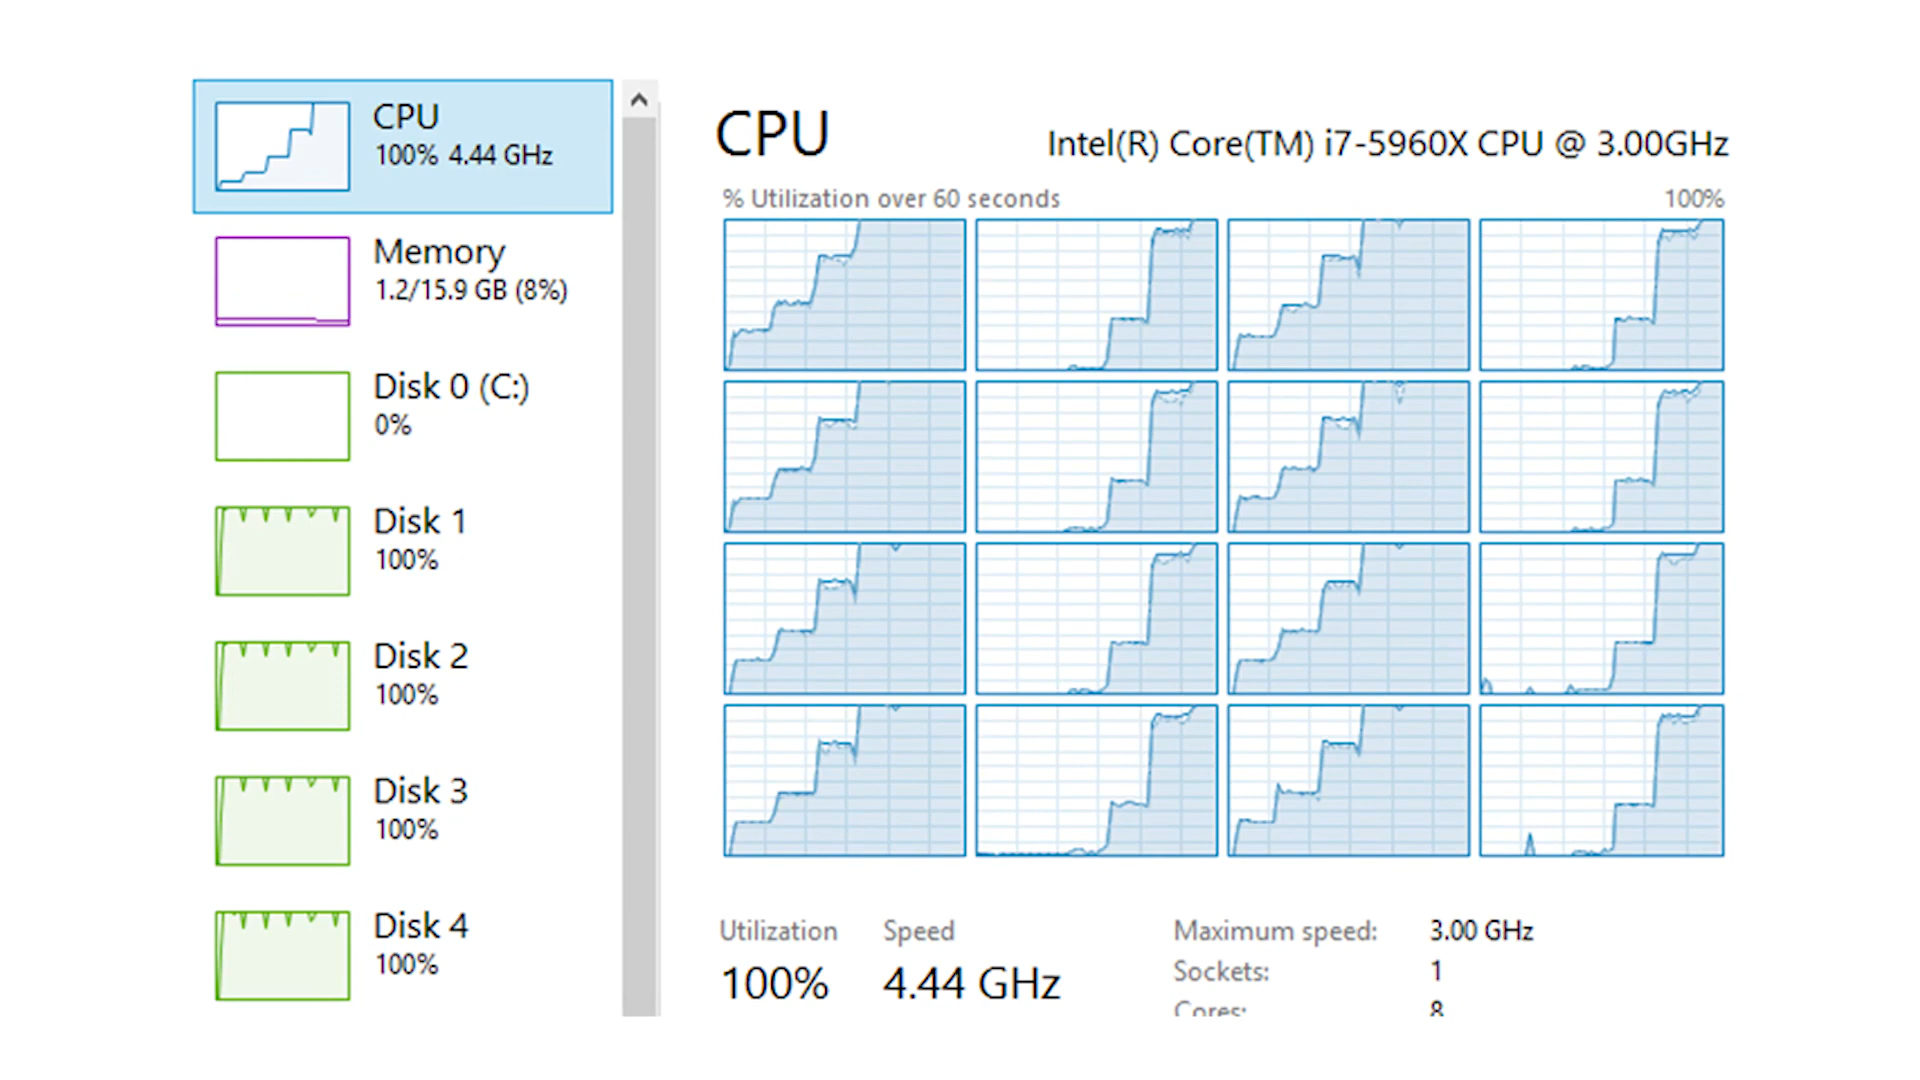 CPU
100% 4.44 GHz
Memory
1.2/15.9 GB (8%)
Disk 0 (C:)
0%
Disk 1
100%
Disk 2
100%
Disk 3
100%
Disk 4
100%
CPU
Intel(R) Core(TM) i7-5960X CPU @ 3.00GHz
% Utilization over 60 seconds
100%
Utilization
Speed
100%
4.44 GHz
Maximum speed:
3.00 GHz
Sockets:
1
Cores:
8